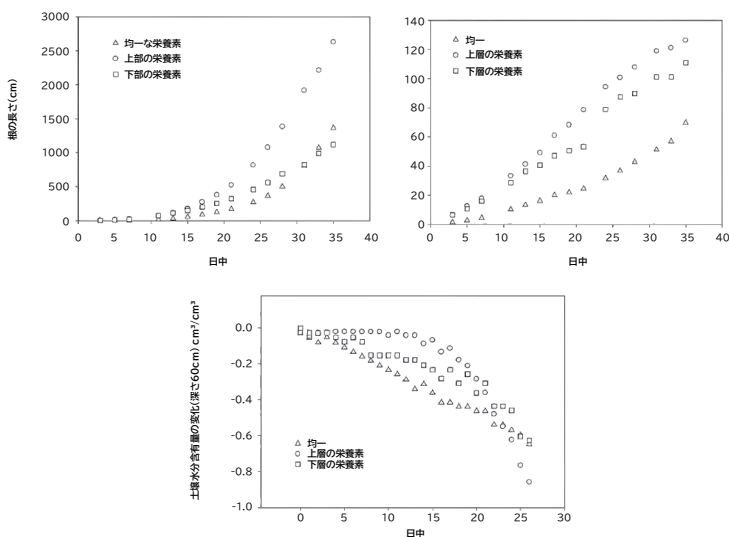 3000
2500
2000
1500
1000
500
0
根の長さ(cm)
均一な栄養素
上部の栄養素
下部の栄養素
0 5 10 15 20 25 30 35 40
日中
140
120
100
80
60
40
20
0
均一
上層の栄養素
下層の栄養素
0 5 10 15 20 25 30 35 40
日中
土壌水分含有量の変化(深さ60cm) cm³/cm³
0.0
-0.2
-0.4
-0.6
-0.8
-1.0
均一
上層の栄養素
下層の栄養素
0 5 10 15 20 25 30
日中